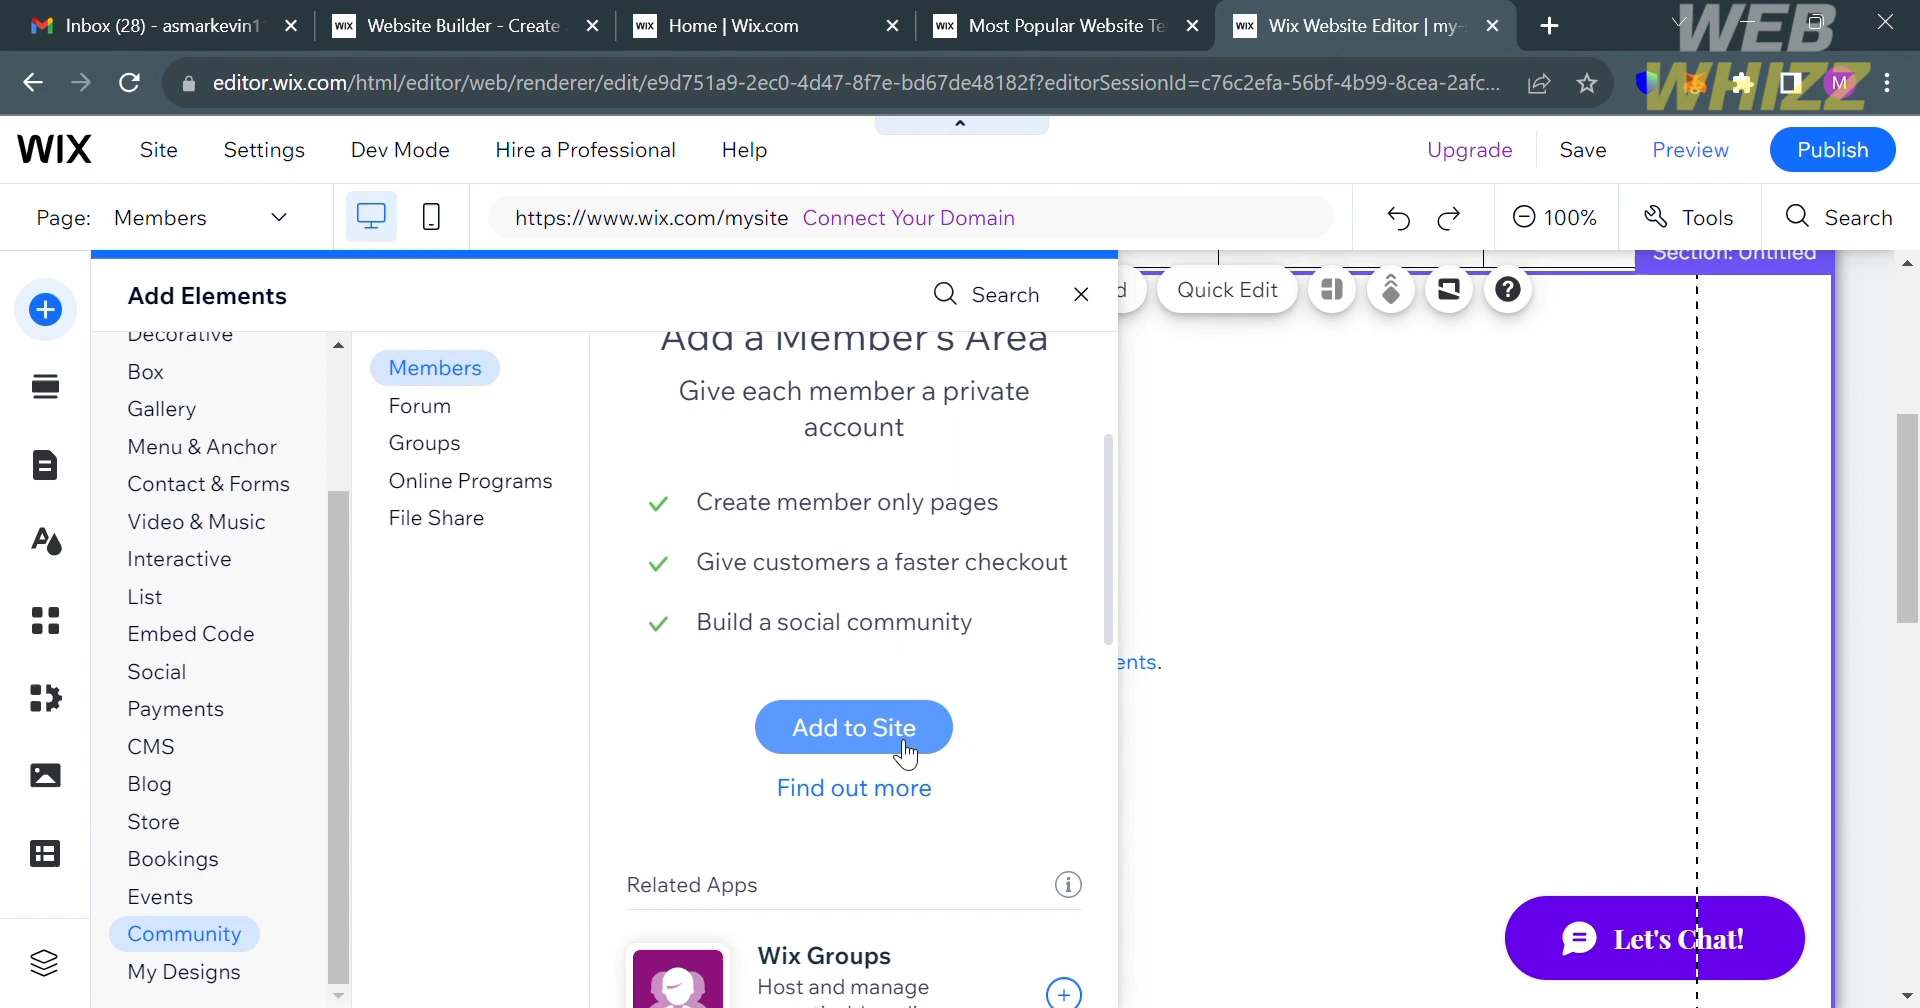 Inbox (28) - asmarkevin1
Website Builder - Create
Home | Wix.com
Most Popular Website Te
Wix Website Editor | my-
WEB
WHIZZ
editor.wix.com/html/editor/web/renderer/edit/e9d751a9-2ec0-4d47-8f7e-bd67de48182f?editorSessionId=c76c2efa-56bf-4b99-8cea-2afc...
M
WIX
Site
Settings
Dev Mode
Hire a Professional
Help
Upgrade
Save
Preview
Publish
Page: Members
https://www.wix.com/mysite Connect Your Domain
100%
Tools
Search
Section: Untitled
Add Elements
Search
Quick Edit
Decorative
Box
Gallery
Menu & Anchor
Contact & Forms
Video & Music
Interactive
List
Embed Code
Social
Payments
CMS
Blog
Store
Bookings
Events
Community
My Designs
Members
Forum
Groups
Online Programs
File Share
Add a Member's Area
Give each member a private
account
Create member only pages
Give customers a faster checkout
Build a social community
ents.
Add to Site
Find out more
Related Apps
Wix Groups
Host and manage
Let's Chat!